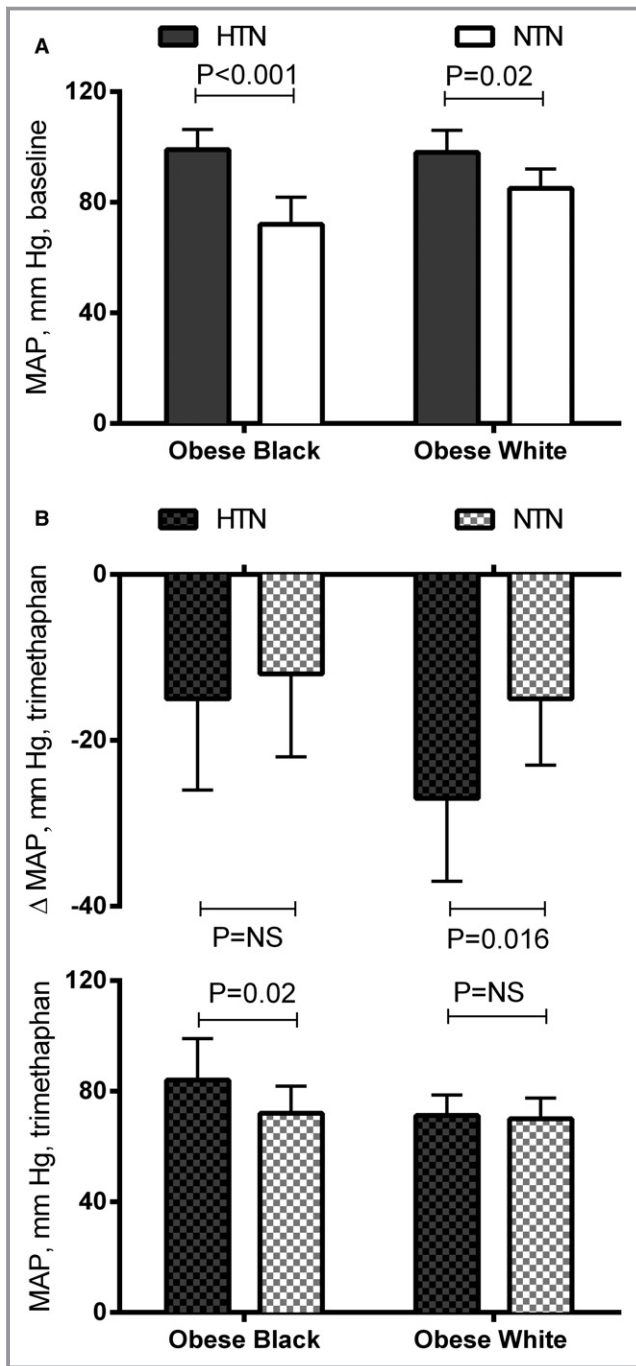 A
HTN NTN
P<0.001 P=0.02
MAP, mm Hg, baseline
120
80
40
0
Obese Black Obese White
B
HTN NTN
Δ MAP, mm Hg, trimethaphan
0
-20
-40
P=NS P=0.016
MAP, mm Hg, trimethaphan
120
P=0.02 P=NS
80
40
0
Obese Black Obese White